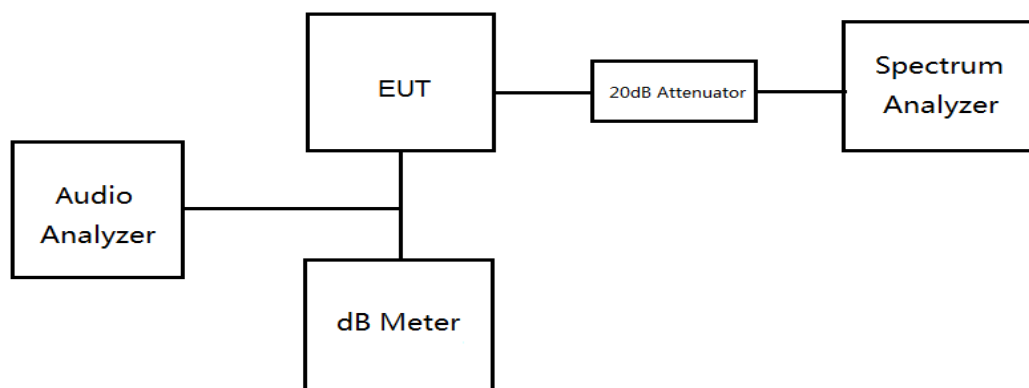 EUT
20dB Attenuator
Spectrum
Analyzer
Audio
Analyzer
dB Meter